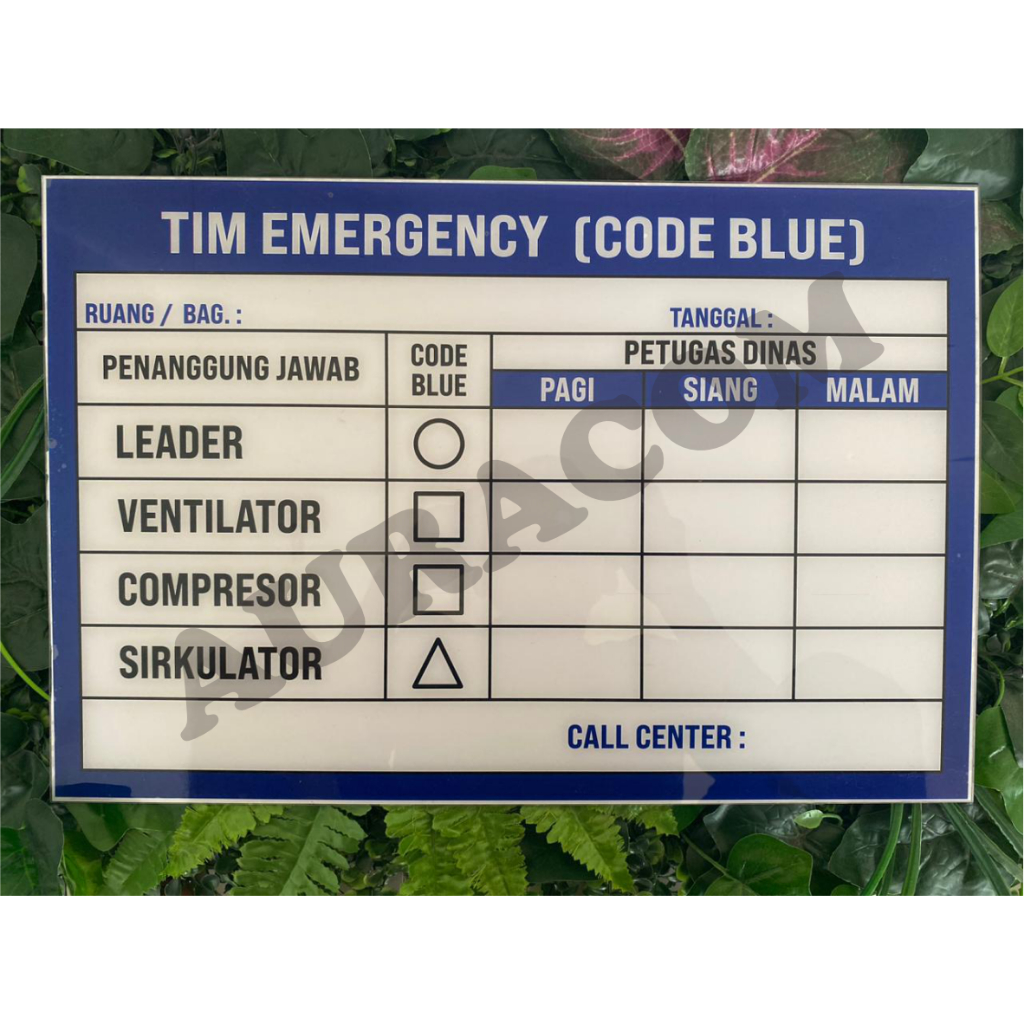 TIM EMERGENCY (CODE BLUE)
RUANG / BAG. : TANGGAL :
PENANGGUNG JAWAB CODE BLUE PETUGAS DINAS
PAGI SIANG MALAM
LEADER
VENTILATOR
COMPRESOR
SIRKULATOR
CALL CENTER :
AURACOM